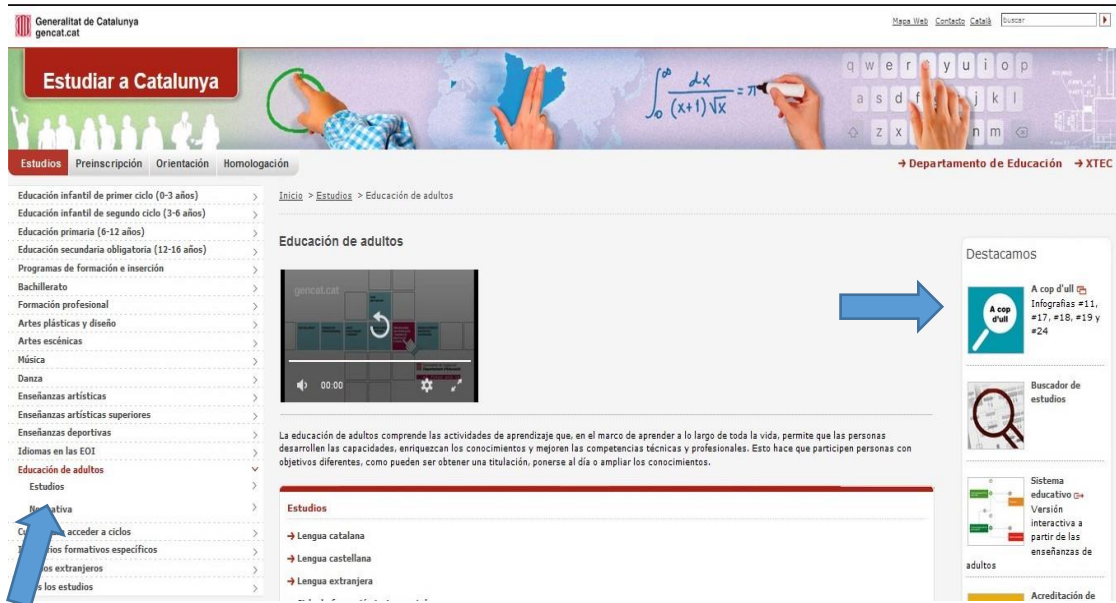 Generalitat de Catalunya
gencat.cat
Mapa Web Contacto Català
buscar
Estudiar a Catalunya
∫₀^∞ dx / (x+1)√x = π
q w e r y u i o p
a s d f j k l
z x n m
Estudios Preinscripción Orientación Homologación
Departamento de Educación XTEC
Educación infantil de primer ciclo (0-3 años)
Educación infantil de segundo ciclo (3-6 años)
Educación primaria (6-12 años)
Educación secundaria obligatoria (12-16 años)
Programas de formación e inserción
Bachillerato
Formación profesional
Artes plásticas y diseño
Artes escénicas
Música
Danza
Enseñanzas artísticas
Enseñanzas artísticas superiores
Enseñanzas deportivas
Idiomas en las EOI
Educación de adultos
Estudios
acceder a ciclos
formativos específicos
extranjeros
los estudios
Inicio > Estudios > Educación de adultos
Educación de adultos
gencat.cat
00:00
La educación de adultos comprende las actividades de aprendizaje que, en el marco de aprender a lo largo de toda la vida, permite que las personas
desarrollen las capacidades, enriquezcan los conocimientos y mejoren las competencias técnicas y profesionales. Esto hace que participen personas con
objetivos diferentes, como pueden ser obtener una titulación, ponerse al día o ampliar los conocimientos.
Estudios
Lengua catalana
Lengua castellana
Lengua extranjera
Destacamos
A cop
d'ull
A cop d'ull
Infografias #11,
#17, #18, #19 y
#24
Buscador de
estudios
Sistema
educativo
Versión
interactiva a
partir de las
enseñanzas de
adultos
Acreditación de